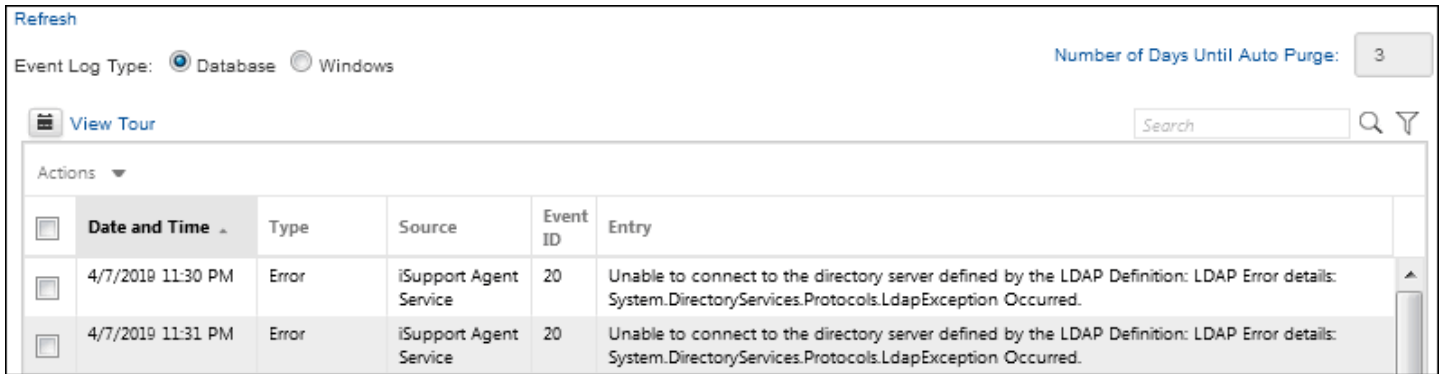 Refresh
Event Log Type: Database Windows
Number of Days Until Auto Purge: 3
View Tour
Search
Actions
Date and Time Type Source Event ID Entry
4/7/2019 11:30 PM Error iSupport Agent Service 20 Unable to connect to the directory server defined by the LDAP Definition: LDAP Error details:
System.DirectoryServices.Protocols.LdapException Occurred.
4/7/2019 11:31 PM Error iSupport Agent Service 20 Unable to connect to the directory server defined by the LDAP Definition: LDAP Error details:
System.DirectoryServices.Protocols.LdapException Occurred.